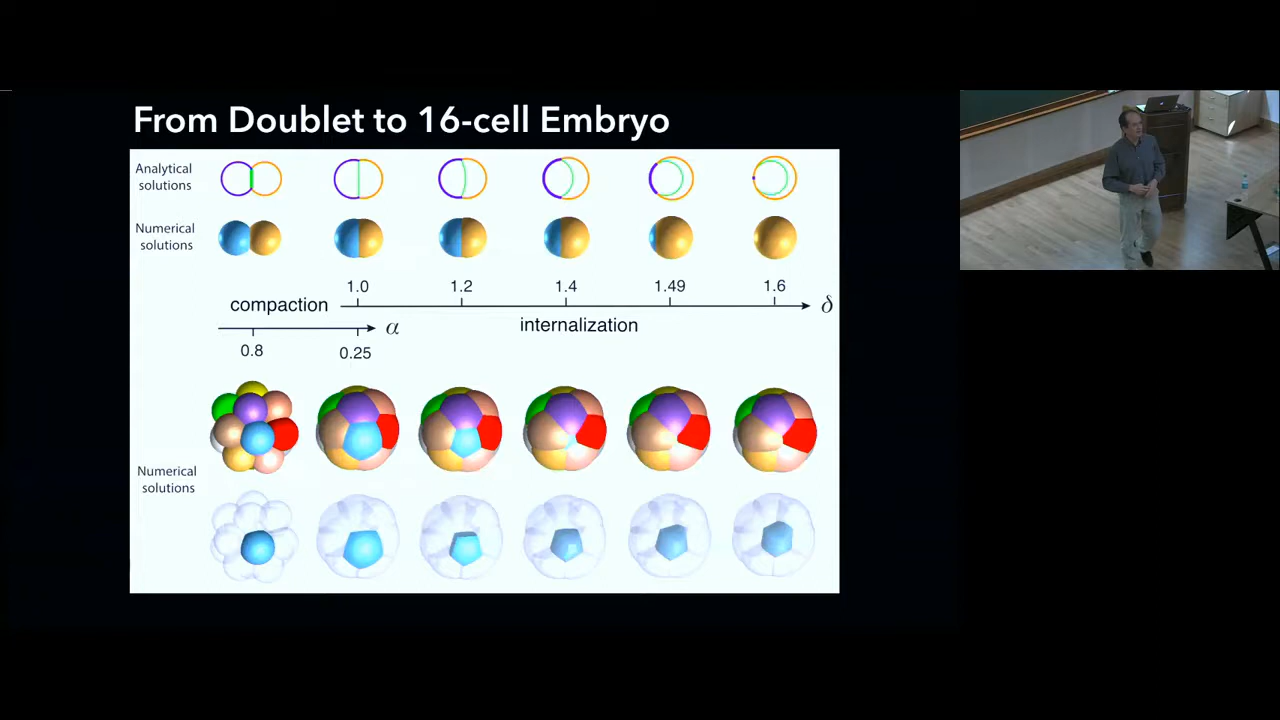 From Doublet to 16-cell Embryo
Analytical
solutions
Numerical
solutions
1.0 1.2 1.4 1.49 1.6
compaction
δ
α
internalization
0.8 0.25
Numerical
solutions